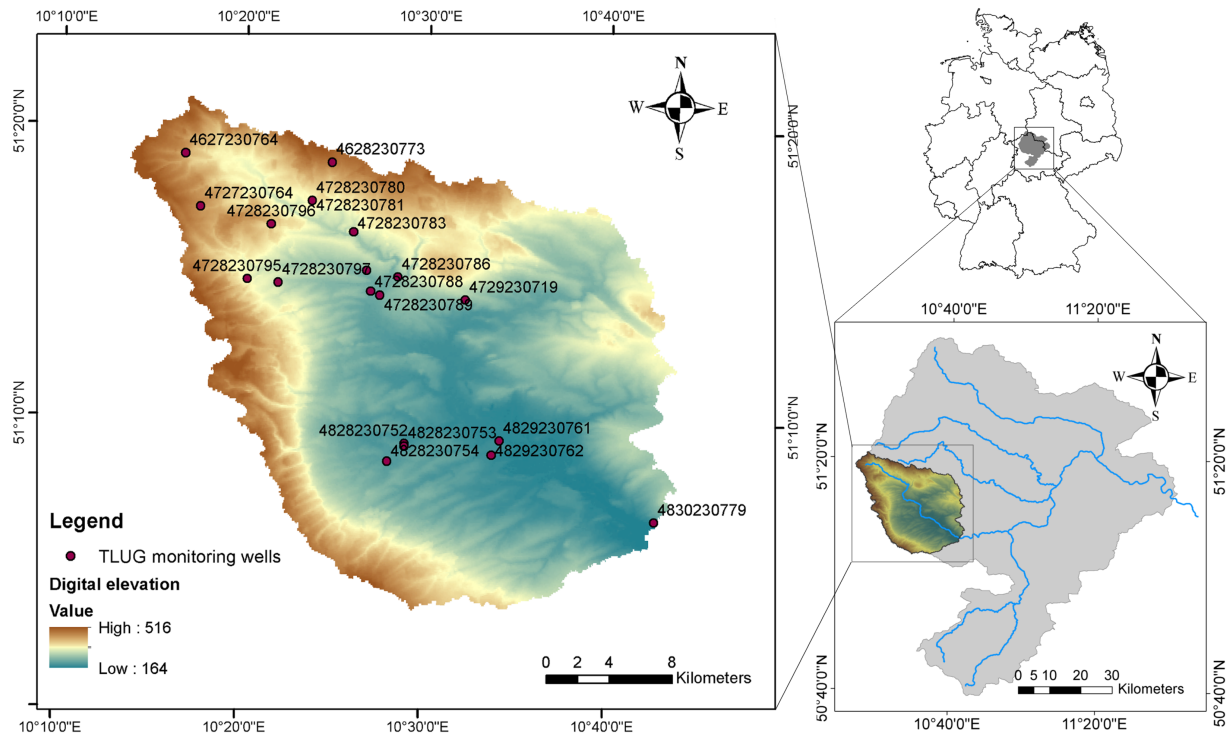 10°10'0"E
10°20'0"E
10°30'0"E
10°40'0"E
51°20'0"N
51°10'0"N
51°20'0"N
51°10'0"N
N
W
E
S
4627230764
4628230773
4727230764
4728230780
4728230781
4728230796
4728230783
4728230795
4728230797
4728230786
4728230788
4729230719
4728230789
4828230752
4828230753
4829230761
4828230754
4829230762
4830230779
Legend
TLUG monitoring wells
Digital elevation
Value
High : 516
Low : 164
0 2 4 8
Kilometers
10°10'0"E
10°20'0"E
10°30'0"E
10°40'0"E
10°40'0"E
11°20'0"E
N
W
E
S
51°20'0"N
50°40'0"N
51°20'0"N
50°40'0"N
0 5 10 20 30
Kilometers
10°40'0"E
11°20'0"E